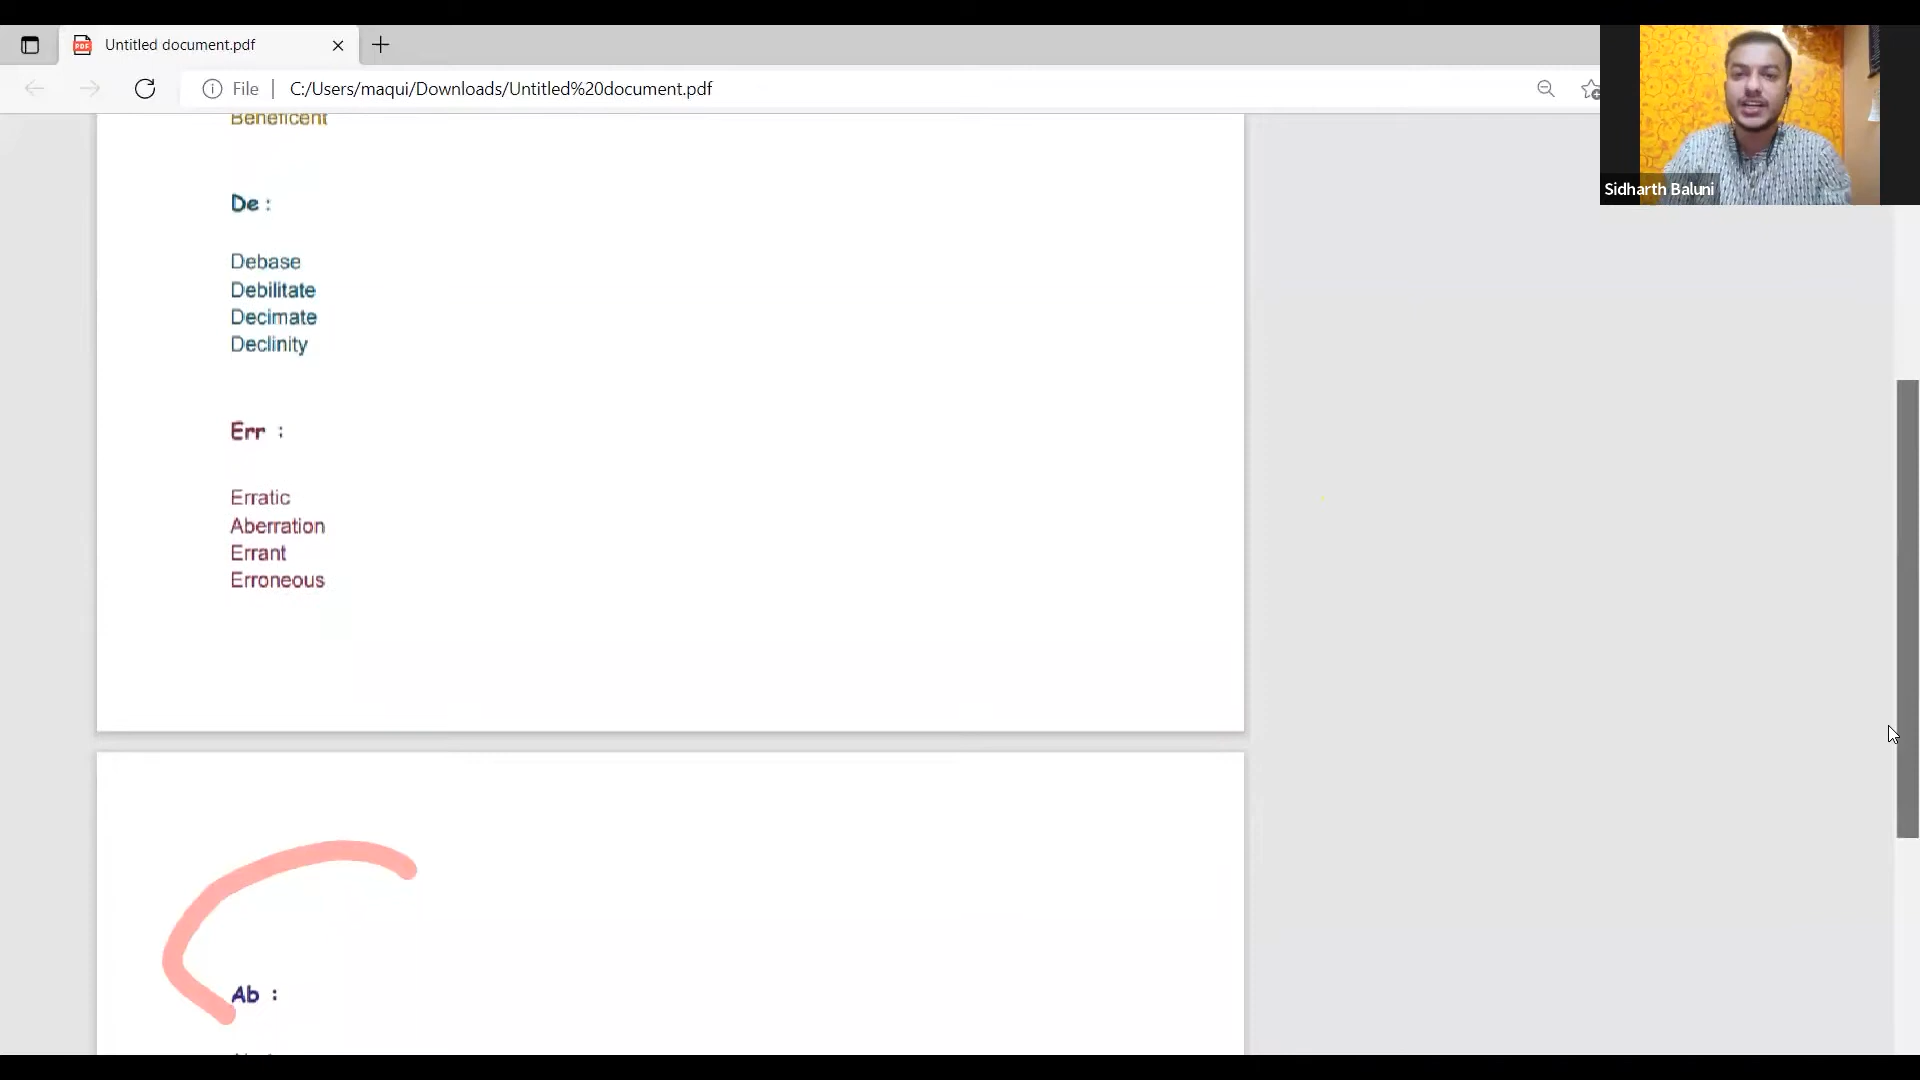 Untitled document.pdf
File
C:/Users/maqui/Downloads/Untitled%20document.pdf
Sidharth Baluni
Beneficent
De :
Debase
Debilitate
Decimate
Declinity
Err :
Erratic
Aberration
Errant
Erroneous
Ab :